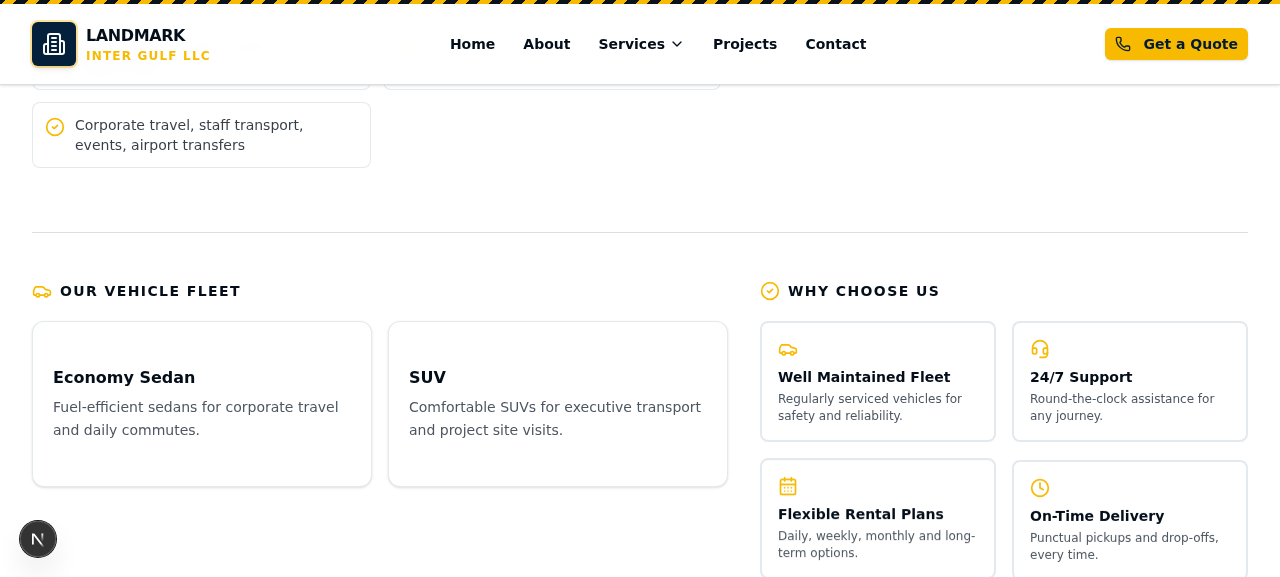 LANDMARK
INTER GULF LLC
Home
About
Services
Projects
Contact
Get a Quote
Corporate travel, staff transport,
events, airport transfers
OUR VEHICLE FLEET
Economy Sedan
Fuel-efficient sedans for corporate travel
and daily commutes.
SUV
Comfortable SUVs for executive transport
and project site visits.
WHY CHOOSE US
Well Maintained Fleet
Regularly serviced vehicles for
safety and reliability.
24/7 Support
Round-the-clock assistance for
any journey.
Flexible Rental Plans
Daily, weekly, monthly and long-
term options.
On-Time Delivery
Punctual pickups and drop-offs,
every time.
N